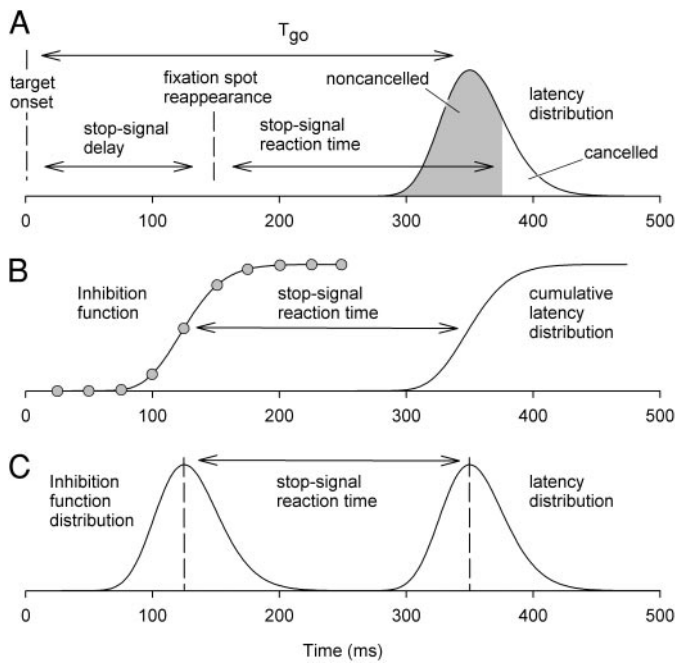 A
T go
target
onset
fixation spot
reappearance
noncancelled
latency
distribution
stop-signal
delay
stop-signal
reaction time
cancelled
0 100 200 300 400 500
B
Inhibition
function
stop-signal
reaction time
cumulative
latency
distribution
0 100 200 300 400 500
C
Inhbition
function
distribution
stop-signal
reaction time
latency
distribution
0 100 200 300 400 500
Time (ms)